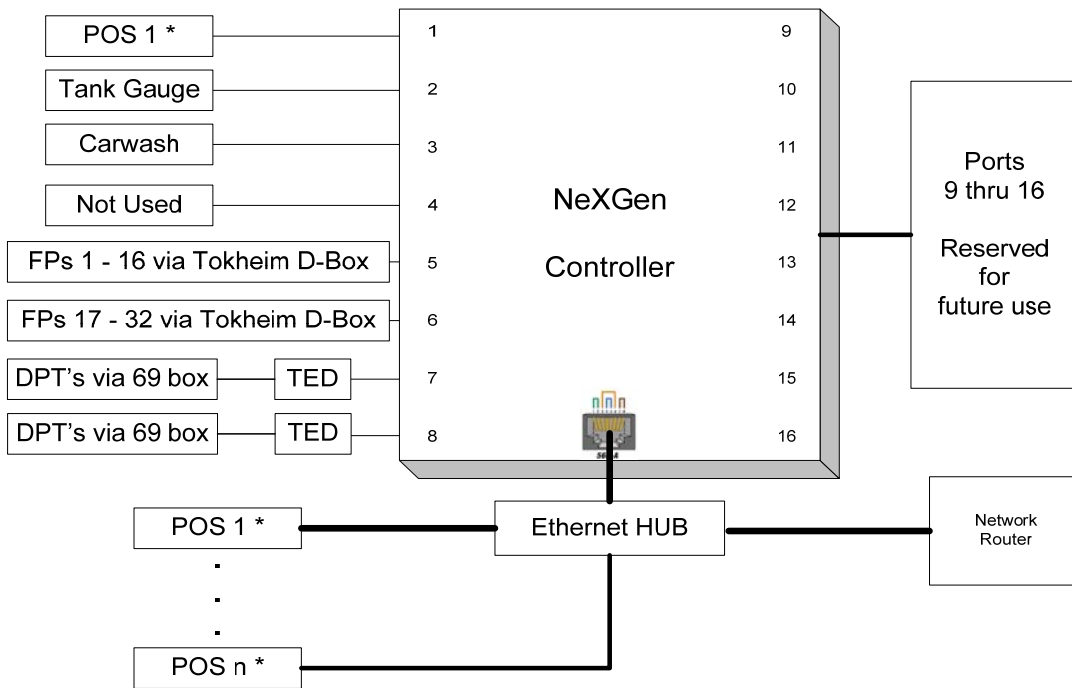 POS 1 *
Tank Gauge
Carwash
Not Used
FPs 1 - 16 via Tokheim D-Box
FPs 17 - 32 via Tokheim D-Box
DPT's via 69 box
TED
DPT's via 69 box
TED
1
2
3
4
5
6
7
8
NeXGen
Controller
9
10
11
12
13
14
15
16
Ports
9 thru 16
Reserved
for
future use
POS 1 *
Ethernet HUB
Network
Router
POS n *